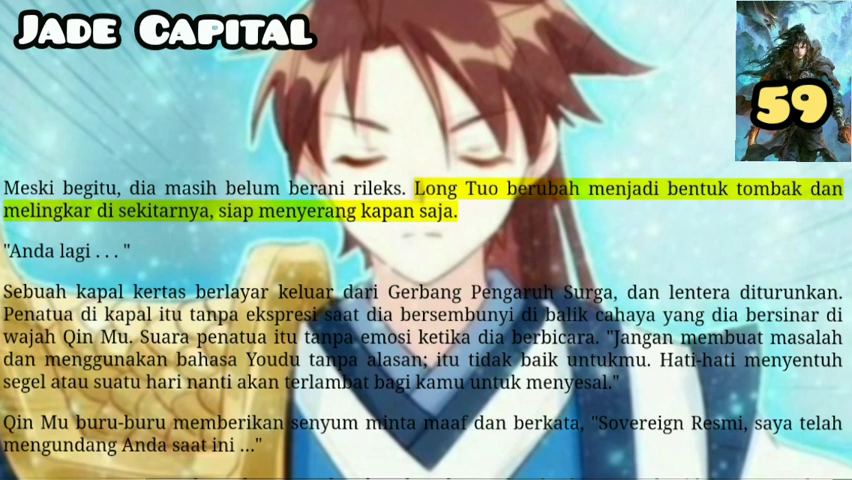 Jade Capital
59
Meski begitu, dia masih belum berani rileks. Long Tuo berubah menjadi bentuk tombak dan
melingkar di sekitarnya, siap menyerang kapan saja.
"Anda lagi . . . "
Sebuah kapal kertas berlayar keluar dari Gerbang Pengaruh Surga, dan lentera diturunkan.
Penatua di kapal itu tanpa ekspresi saat dia bersembunyi di balik cahaya yang dia bersinar di
wajah Qin Mu. Suara penatua itu tanpa emosi ketika dia berbicara. "Jangan membuat masalah
dan menggunakan bahasa Youdu tanpa alasan; itu tidak baik untukmu. Hati-hati menyentuh
segel atau suatu hari nanti akan terlambat bagi kamu untuk menyesal."
Qin Mu buru-buru memberikan senyum minta maaf dan berkata, "Sovereign Resmi, saya telah
mengundang Anda saat ini ..."